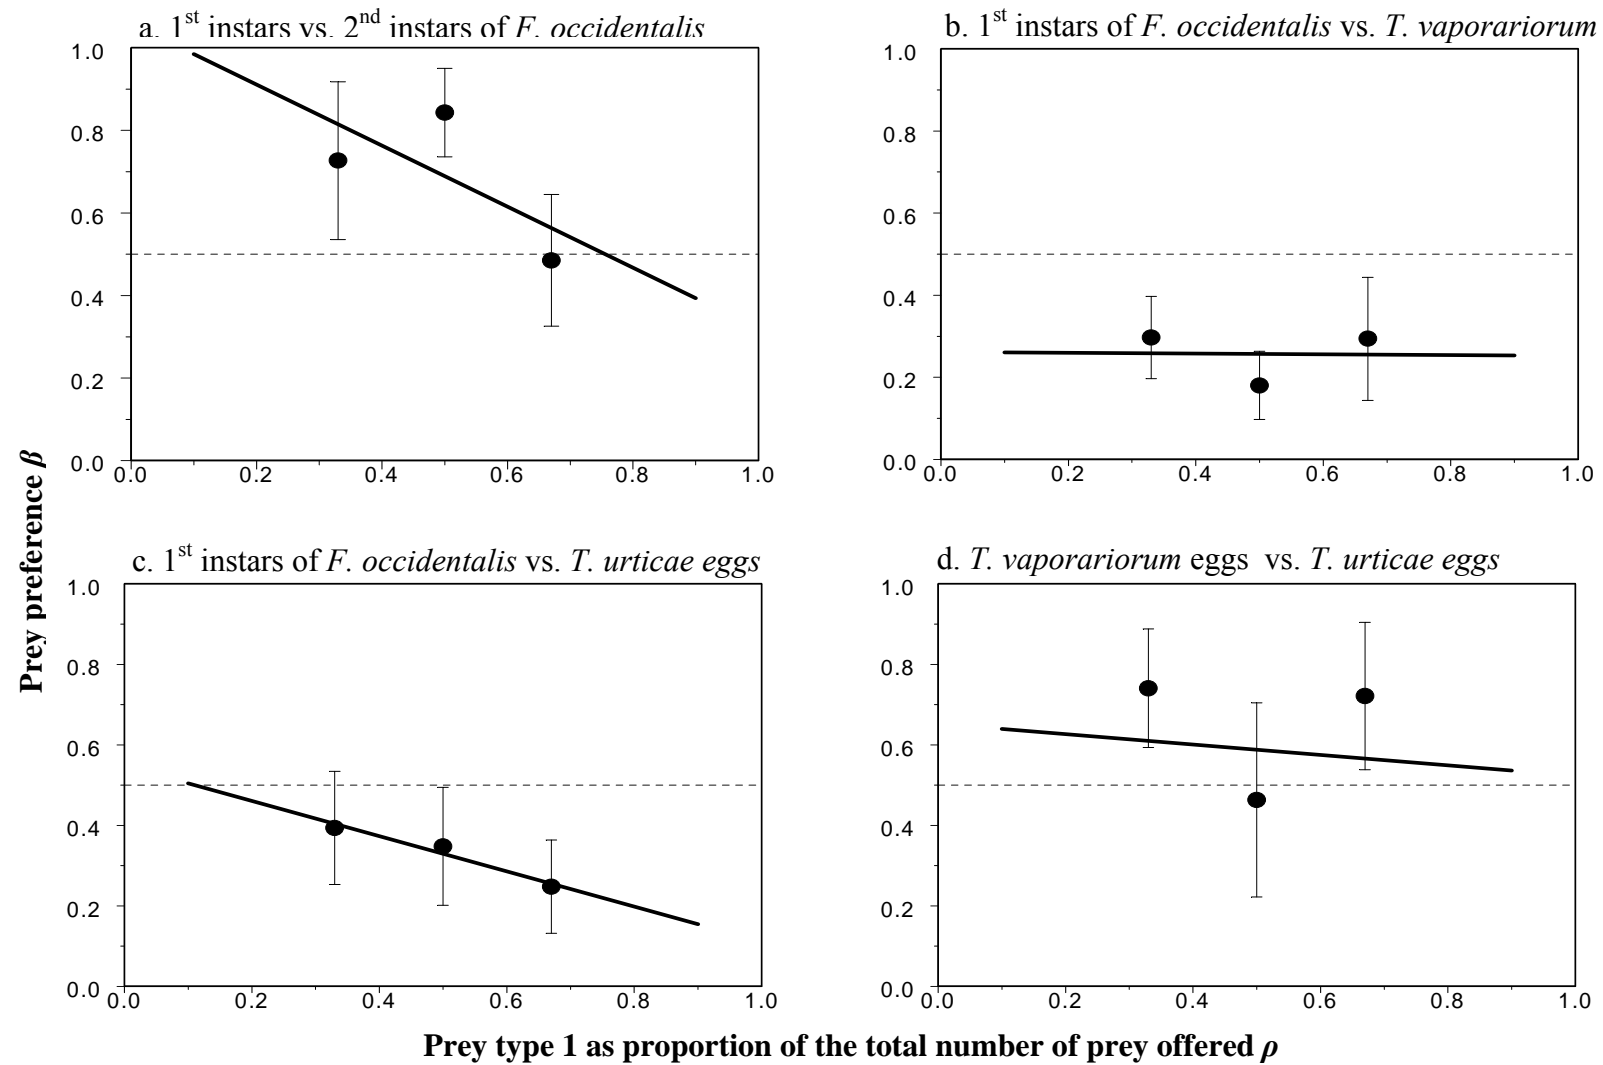 a. 1st instars vs. 2nd instars of F. occidentalis
1.0
0.8
0.6
0.4
0.2
0.0
0.0 0.2 0.4 0.6 0.8 1.0
b. 1st instars of F. occidentalis vs. T. vaporariorum
1.0
0.8
0.6
0.4
0.2
0.0
0.0 0.2 0.4 0.6 0.8 1.0
Prey preference β
c. 1st instars of F. occidentalis vs. T. urticae eggs
1.0
0.8
0.6
0.4
0.2
0.0
0.0 0.2 0.4 0.6 0.8 1.0
d. T. vaporariorum eggs vs. T. urticae eggs
1.0
0.8
0.6
0.4
0.2
0.0
0.0 0.2 0.4 0.6 0.8 1.0
Prey type 1 as proportion of the total number of prey offered ρ